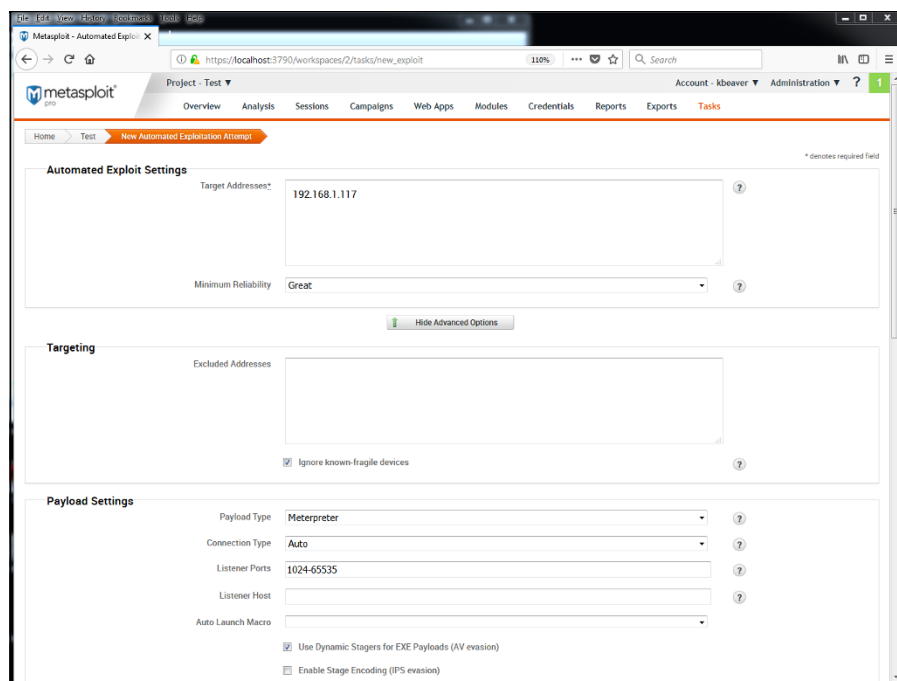 File Edit View History Bookmarks Tools Help
Metasploit - Automated Exploit
https://localhost:3790/workspaces/2/tasks/new_exploit 110% Search
metasploit pro
Project - Test Account - kbeaver Administration ? 1
Overview Analysis Sessions Campaigns Web Apps Modules Credentials Reports Exports Tasks
Home Test New Automated Exploitation Attempt
* denotes required field
Automated Exploit Settings
Target Addresses* 192.168.1.117 ?
Minimum Reliability Great ?
Hide Advanced Options
Targeting
Excluded Addresses
Ignore known-fragile devices ?
Payload Settings
Payload Type Meterpreter ?
Connection Type Auto ?
Listener Ports 1024-65535 ?
Listener Host ?
Auto Launch Macro
Use Dynamic Stagers for EXE Payloads (AV evasion)
Enable Stage Encoding (IPS evasion)